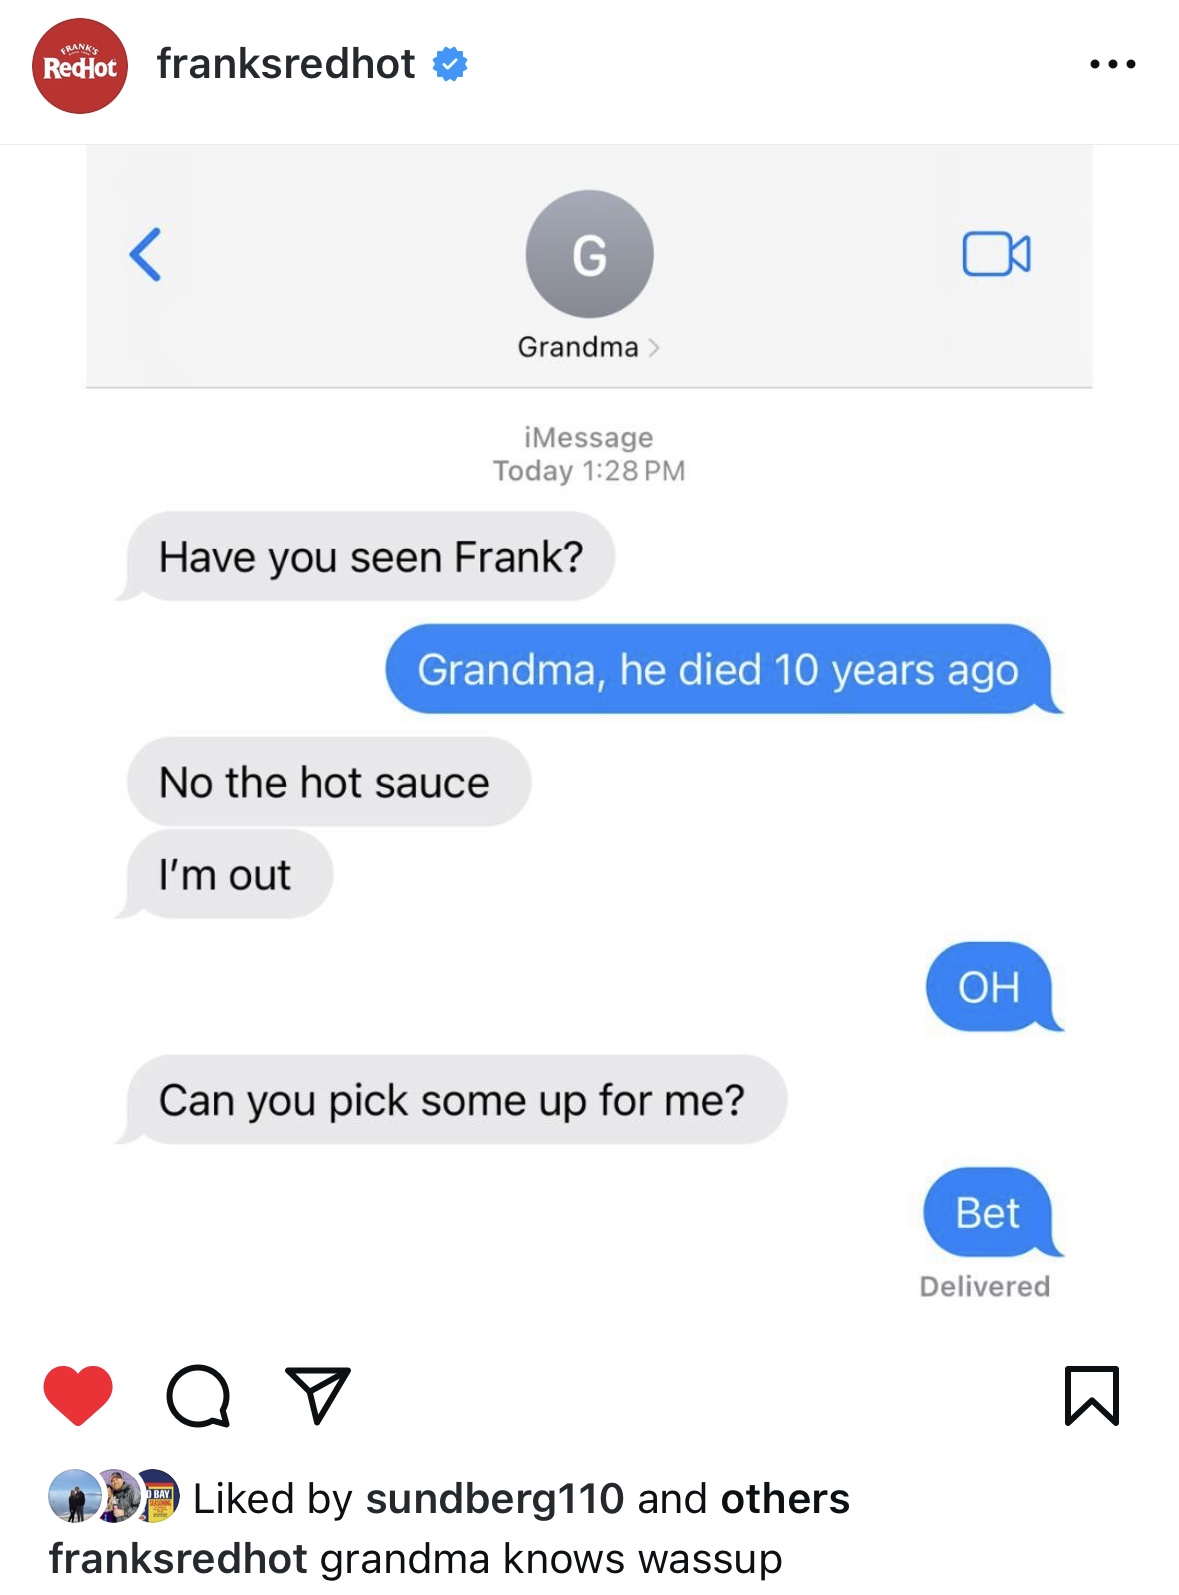 FRANK'S
RedHot
franksredhot
G
Grandma
iMessage
Today 1:28 PM
Have you seen Frank?
Grandma, he died 10 years ago
No the hot sauce
I'm out
OH
Can you pick some up for me?
Bet
Delivered
BAY
SEASONING
Liked by sundberg110 and others
franksredhot grandma knows wassup